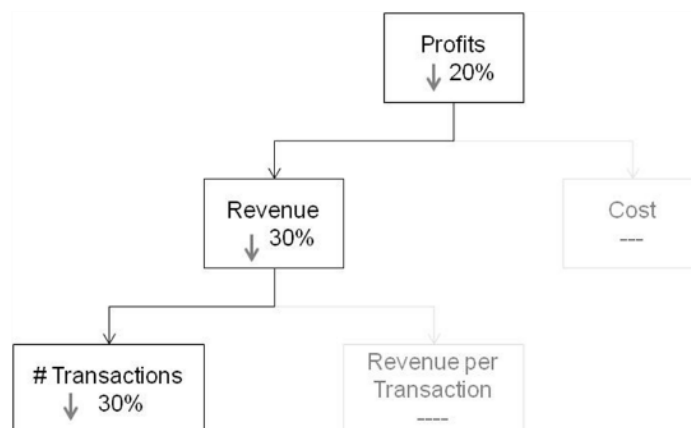 Profits
↓ 20%
Revenue
↓ 30%
Cost
---
# Transactions
↓ 30%
Revenue per
Transaction
----